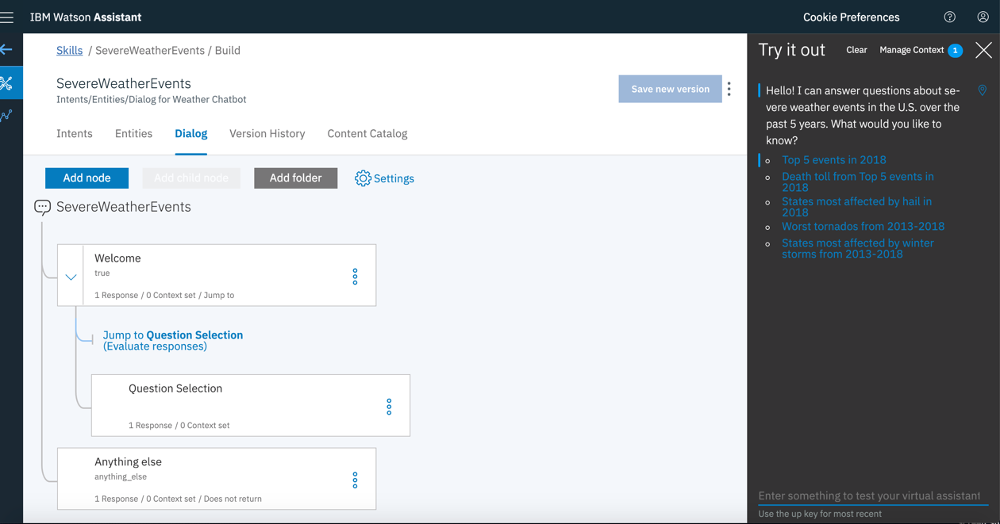 IBM Watson Assistant
Cookie Preferences
Skills / SevereWeatherEvents / Build
SevereWeatherEvents
Intents/Entities/Dialog for Weather Chatbot
Save new version
Intents Entities Dialog Version History Content Catalog
Add node Add child node Add folder Settings
SevereWeatherEvents
Welcome
true
1 Response / 0 Context set / Jump to
Jump to Question Selection
(Evaluate responses)
Question Selection
1 Response / 0 Context set
Anything else
anything_else
1 Response / 0 Context set / Does not return
Try it out Clear Manage Context 1
Hello! I can answer questions about se-
vere weather events in the U.S. over the
past 5 years. What would you like to
know?
Top 5 events in 2018
Death toll from Top 5 events in
2018
States most affected by hail in
2018
Worst tornados from 2013-2018
States most affected by winter
storms from 2013-2018
Enter something to test your virtual assistant
Use the up key for most recent